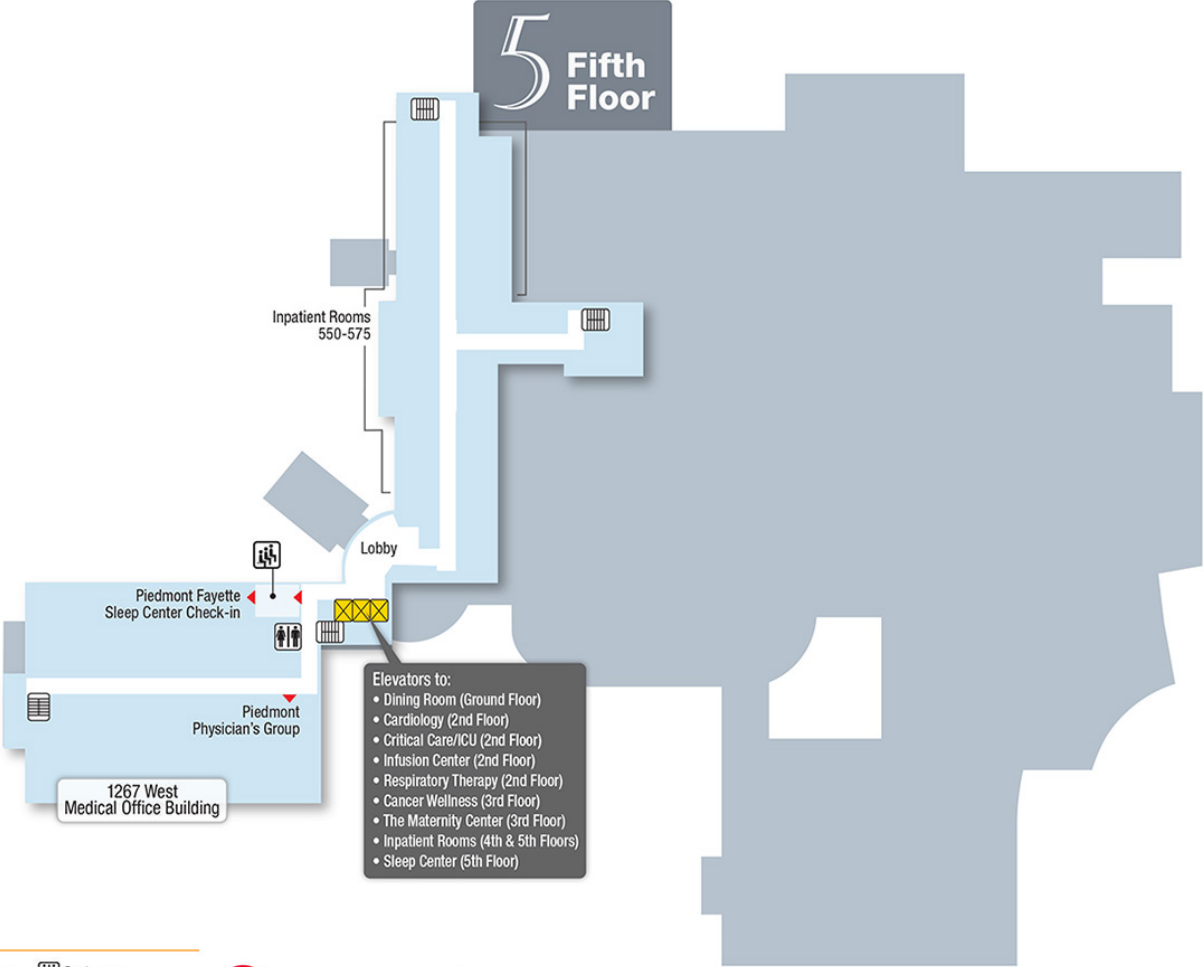 5 Fifth
Floor
Inpatient Rooms
550-575
Lobby
Piedmont Fayette
Sleep Center Check-in
Piedmont
Physician's Group
1267 West
Medical Office Building
Elevators to:
• Dining Room (Ground Floor)
• Cardiology (2nd Floor)
• Critical Care/ICU (2nd Floor)
• Infusion Center (2nd Floor)
• Respiratory Therapy (2nd Floor)
• Cancer Wellness (3rd Floor)
• The Maternity Center (3rd Floor)
• Inpatient Rooms (4th & 5th Floors)
• Sleep Center (5th Floor)